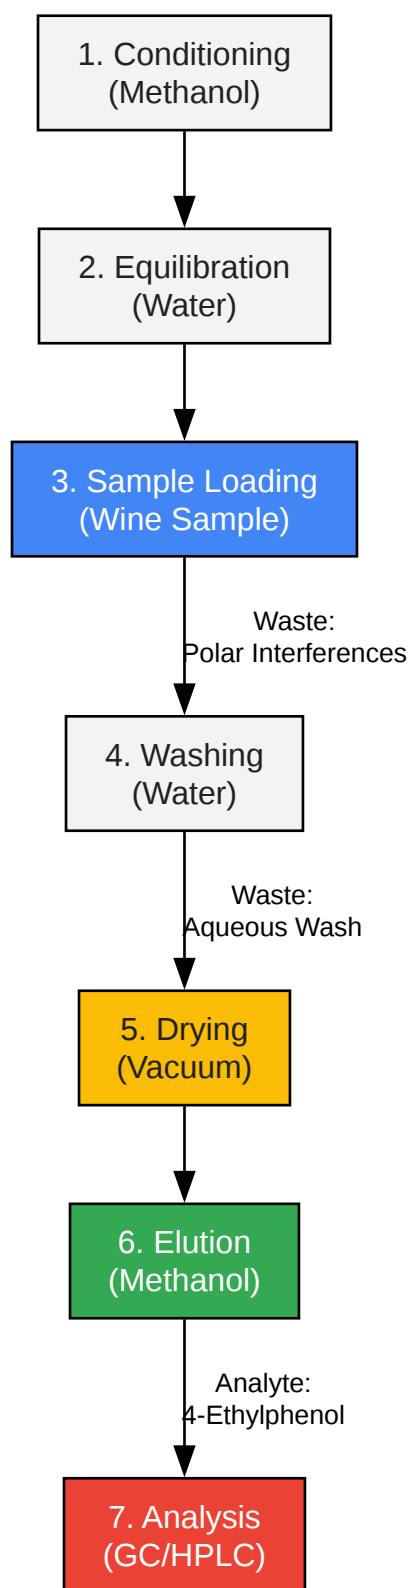 1. Conditioning
(Methanol)
2. Equilibration
(Water)
3. Sample Loading
(Wine Sample)
Waste:
Polar Interferences
4. Washing
(Water)
Waste:
Aqueous Wash
5. Drying
(Vacuum)
6. Elution
(Methanol)
Analyte:
4-Ethylphenol
7. Analysis
(GC/HPLC)